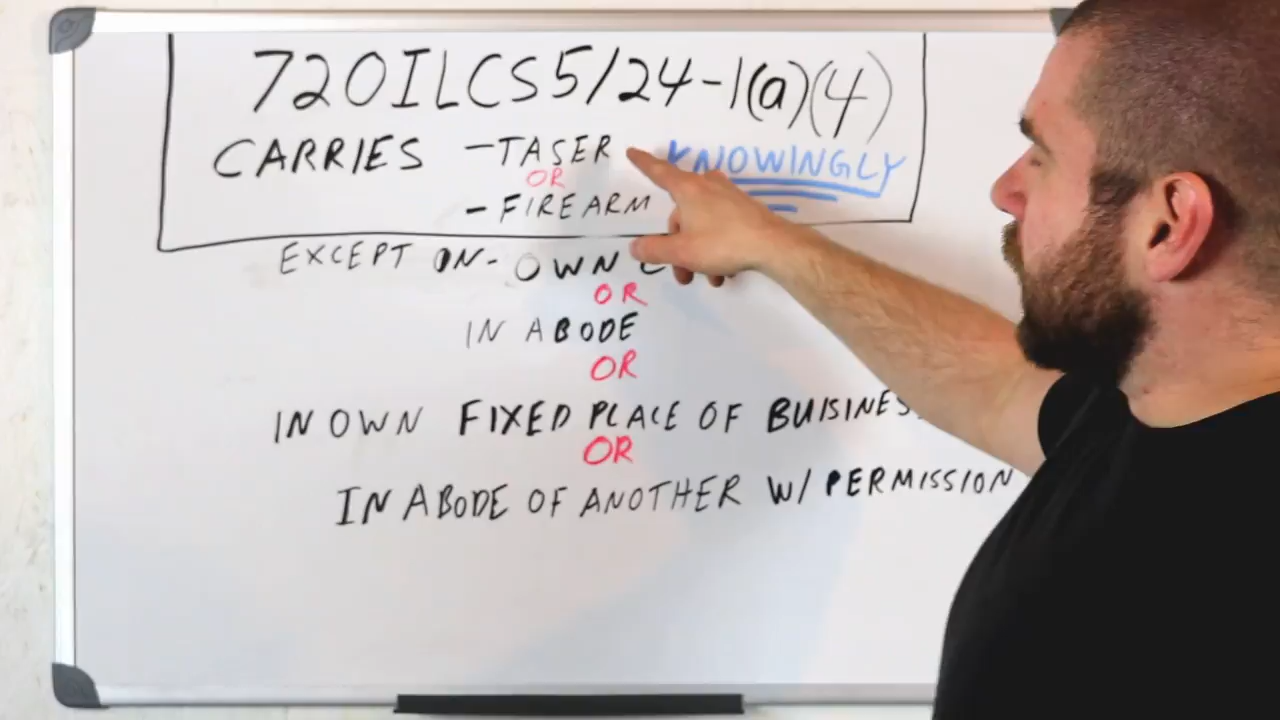 720 ILCS 5/24-1(a)(4)
CARRIES - TASER KNOWINGLY
OR
- FIREARM
EXCEPT ON - OWN
OR
IN ABODE
OR
IN OWN FIXED PLACE OF BUISINES
OR
IN ABODE OF ANOTHER W/ PERMISSION